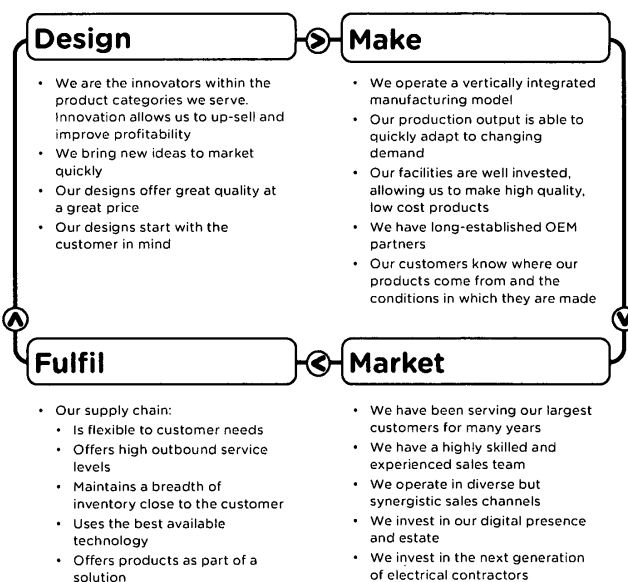 Design
• We are the innovators within the
product categories we serve.
Innovation allows us to up-sell and
improve profitability
• We bring new ideas to market
quickly
• Our designs offer great quality at
a great price
• Our designs start with the
customer in mind
Make
• We operate a vertically integrated
manufacturing model
• Our production output is able to
quickly adapt to changing
demand
• Our facilities are well invested,
allowing us to make high quality,
low cost products
• We have long-established OEM
partners
• Our customers know where our
products come from and the
conditions in which they are made
Fulfil
• Our supply chain:
• Is flexible to customer needs
• Offers high outbound service
levels
• Maintains a breadth of
inventory close to the customer
• Uses the best available
technology
• Offers products as part of a
solution
Market
• We have been serving our largest
customers for many years
• We have a highly skilled and
experienced sales team
• We operate in diverse but
synergistic sales channels
• We invest in our digital presence
and estate
• We invest in the next generation
of electrical contractors